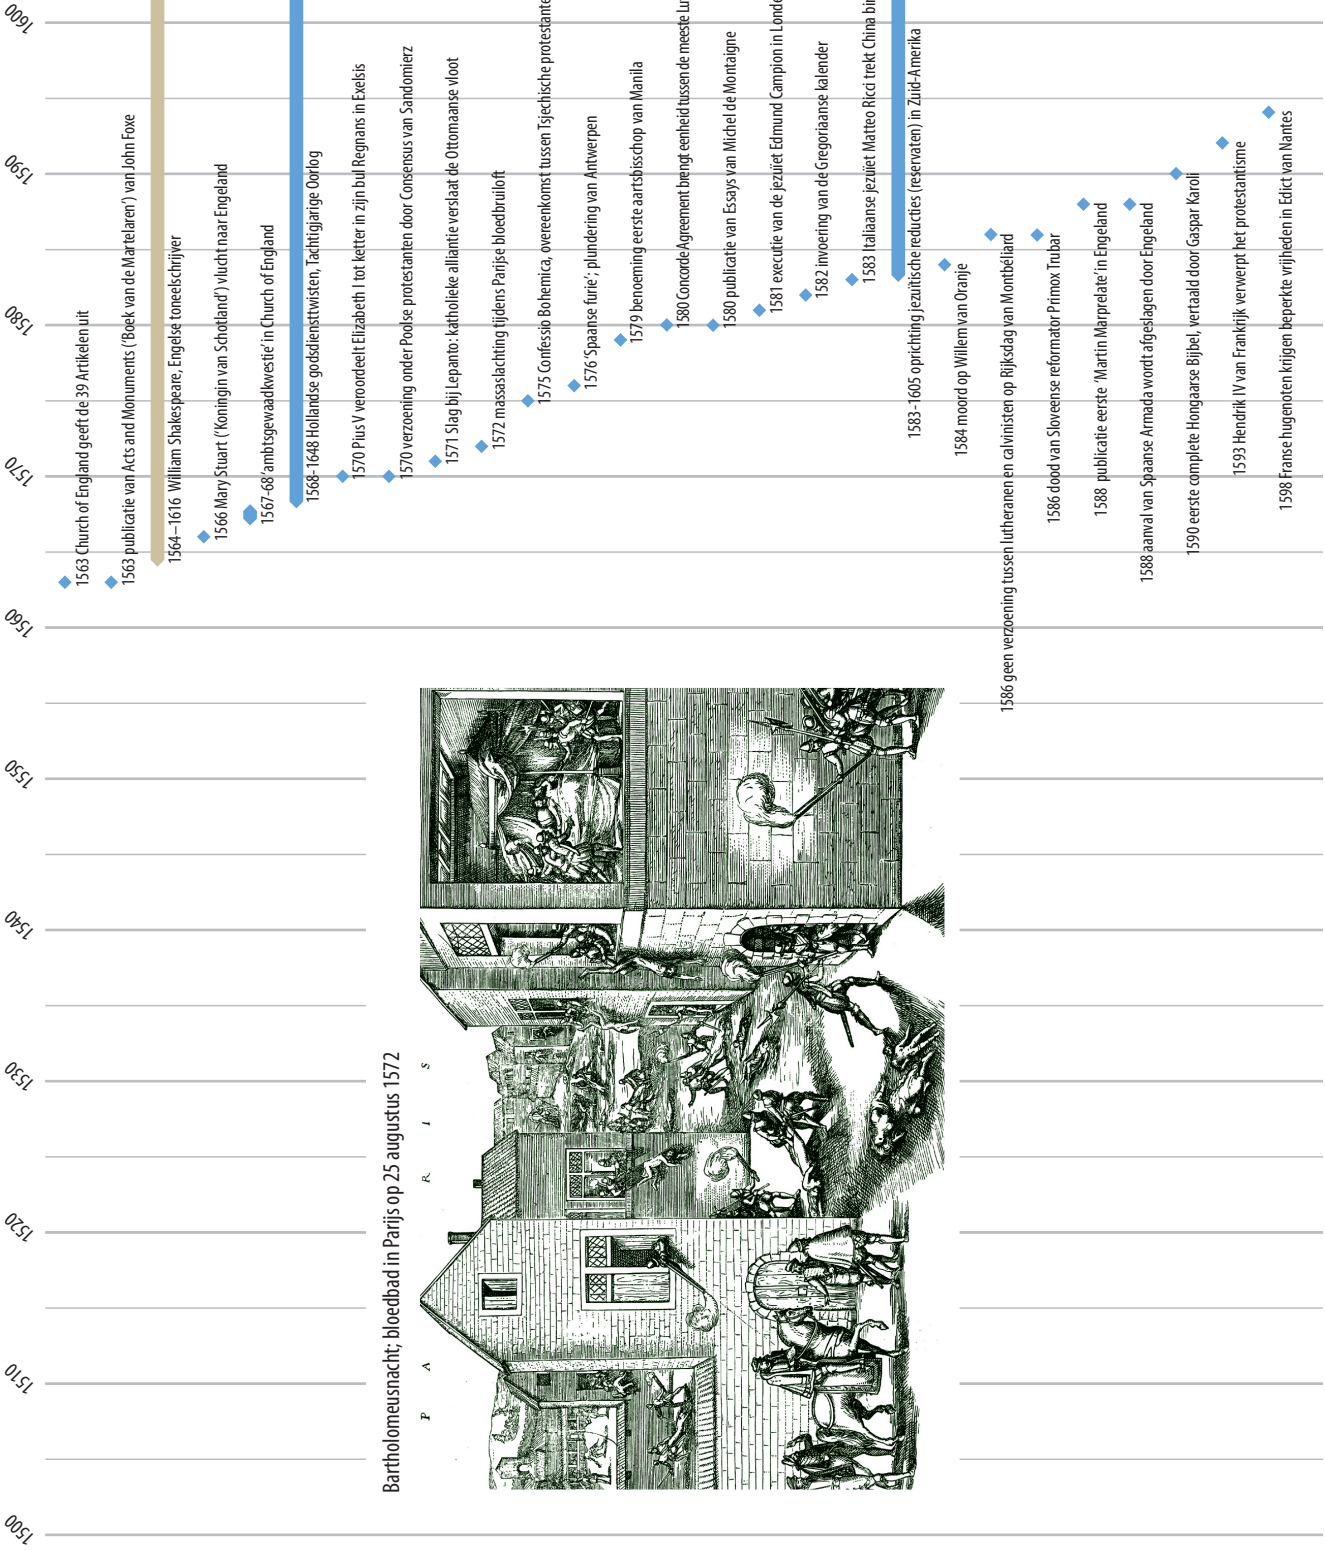 1500
1510
1520
1530
1540
1550
1560
1570
1580
1590
1600
1563 Church of England geeft de 39 Artikelen uit
1563 publicatie van Acts and Monuments ('Boek van de Martelaren') van John Foxe
1564–1616 William Shakespeare, Engelse toneelschrijver
1566 Mary Stuart ('Koningin van Schotland') vlucht naar Engeland
1567-68 'ambtsgewaadkwestie' in Church of England
1568-1648 Hollandse godsdiensttwisten, Tachtigjarige Oorlog
1570 Pius V veroordeelt Elizabeth I tot ketter in zijn bul Regnans in Exelsis
1570 verzoening onder Poolse protestanten door Consensus van Sandomierz
1571 Slag bij Lepanto: katholieke alliantie verslaat de Ottomaanse vloot
1572 massaslachting tijdens Parijse bloedbruiloft
1575 Confessio Bohemica, overeenkomst tussen Tsjechische protestante
1576 'Spaanse furie'; plundering van Antwerpen
1579 benoeming eerste aartsbisschop van Manila
1580 Concorde Agreement brengt eenheid tussen de meeste Lu
1580 publicatie van Essays van Michel de Montaigne
1581 executie van de jezuïet Edmund Campion in Londe
1582 invoering van de Gregoriaanse kalender
1583 Italiaanse jezuïet Matteo Ricci trekt China bi
1583-1605 oprichting jezuïtische reducties (reservaten) in Zuid-Amerika
1584 moord op Willem van Oranje
1586 geen verzoening tussen lutheranen en calvinisten op Rijksdag van Montbéliard
1586 dood van Sloveense reformator Primox Trubar
1588 publicatie eerste 'Martin Marprelate' in Engeland
1588 aanval van Spaanse Armada wordt afgeslagen door Engeland
1590 eerste complete Hongaarse Bijbel, vertaald door Gaspar Karoli
1593 Hendrik IV van Frankrijk verwerpt het protestantisme
1598 Franse hugenoten krijgen beperkte vrijheden in Edict van Nantes
Bartholomeusnacht; bloedbad in Parijs op 25 augustus 1572
P A R I S